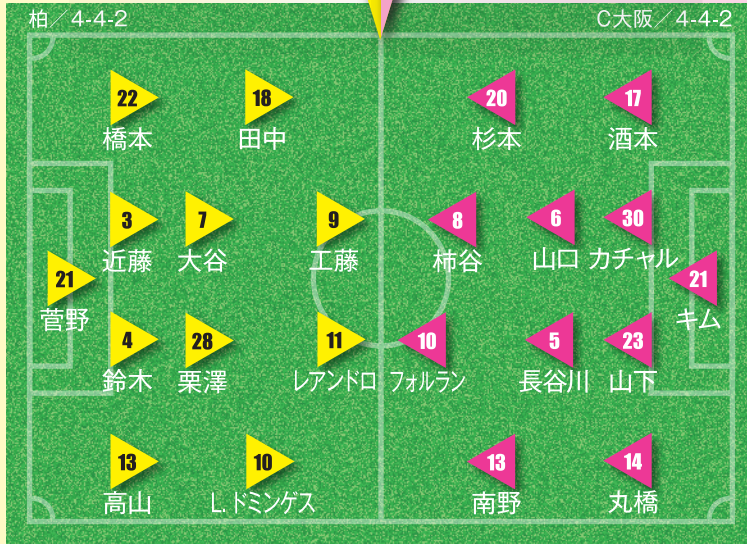 柏／4-4-2
C大阪／4-4-2
22
橋本
18
田中
20
杉本
17
酒本
3
近藤
7
大谷
9
工藤
8
柿谷
6
山口
30
カチャル
21
菅野
21
キム
4
鈴木
28
栗澤
11
レアンドロ
10
フォルラン
5
長谷川
23
山下
13
高山
10
L.ドミンゲス
13
南野
14
丸橋